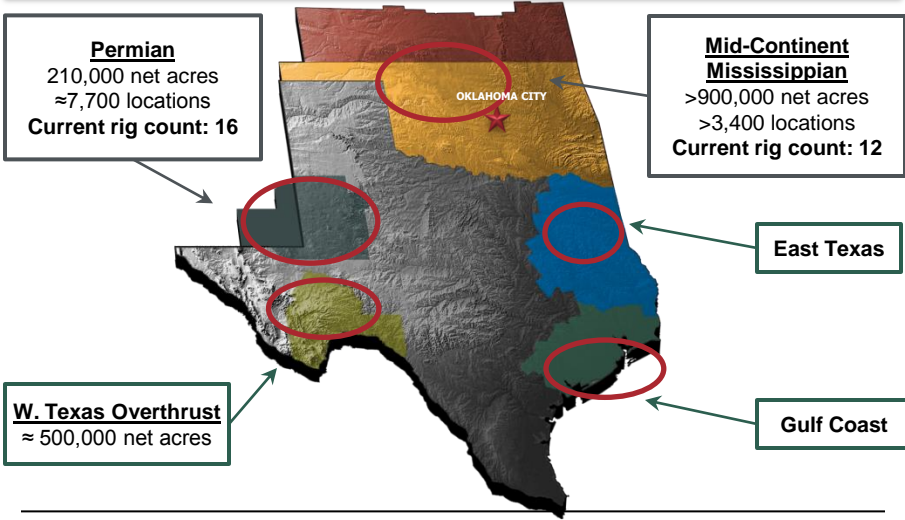 Permian
210,000 net acres
≈7,700 locations
Current rig count: 16
Mid-Continent
Mississippian
>900,000 net acres
>3,400 locations
Current rig count: 12
OKLAHOMA CITY
East Texas
W. Texas Overthrust
≈ 500,000 net acres
Gulf Coast